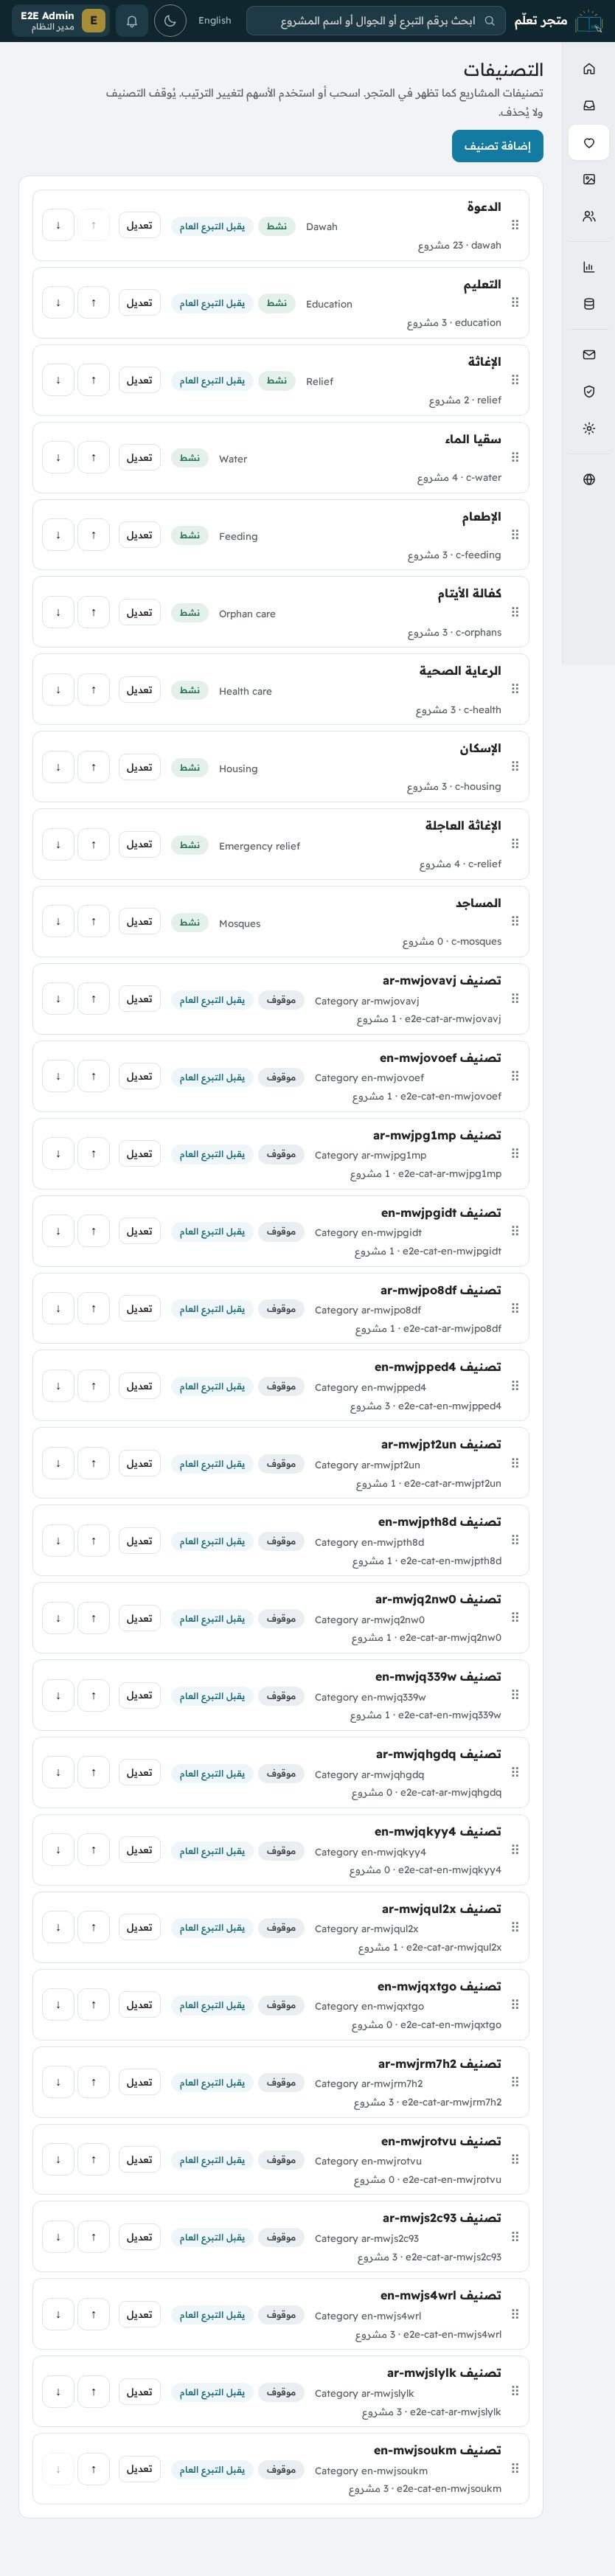 متجر تعلّم
ابحث برقم التبرع أو الجوال أو اسم المشروع
English
E2E Admin
مدير النظام
E
التصنيفات
تصنيفات المشاريع كما تظهر في المتجر. اسحب أو استخدم الأسهم لتغيير الترتيب. يُوقف التصنيف
ولا يُحذف.
إضافة تصنيف
الدعوة
Dawah نشط يقبل التبرع العام تعديل ↑ ↓
dawah · 23 مشروع
التعليم
Education نشط يقبل التبرع العام تعديل ↑ ↓
education · 3 مشروع
الإغاثة
Relief نشط يقبل التبرع العام تعديل ↑ ↓
relief · 2 مشروع
سقيا الماء
Water نشط تعديل ↑ ↓
c-water · 4 مشروع
الإطعام
Feeding نشط تعديل ↑ ↓
c-feeding · 3 مشروع
كفالة الأيتام
Orphan care نشط تعديل ↑ ↓
c-orphans · 3 مشروع
الرعاية الصحية
Health care نشط تعديل ↑ ↓
c-health · 3 مشروع
الإسكان
Housing نشط تعديل ↑ ↓
c-housing · 3 مشروع
الإغاثة العاجلة
Emergency relief نشط تعديل ↑ ↓
c-relief · 4 مشروع
المساجد
Mosques نشط تعديل ↑ ↓
c-mosques · 0 مشروع
تصنيف ar-mwjovavj
Category ar-mwjovavj موقوف يقبل التبرع العام تعديل ↑ ↓
e2e-cat-ar-mwjovavj · 1 مشروع
تصنيف en-mwjovoef
Category en-mwjovoef موقوف يقبل التبرع العام تعديل ↑ ↓
e2e-cat-en-mwjovoef · 1 مشروع
تصنيف ar-mwjpg1mp
Category ar-mwjpg1mp موقوف يقبل التبرع العام تعديل ↑ ↓
e2e-cat-ar-mwjpg1mp · 1 مشروع
تصنيف en-mwjpgidt
Category en-mwjpgidt موقوف يقبل التبرع العام تعديل ↑ ↓
e2e-cat-en-mwjpgidt · 1 مشروع
تصنيف ar-mwjpo8df
Category ar-mwjpo8df موقوف يقبل التبرع العام تعديل ↑ ↓
e2e-cat-ar-mwjpo8df · 1 مشروع
تصنيف en-mwjpped4
Category en-mwjpped4 موقوف يقبل التبرع العام تعديل ↑ ↓
e2e-cat-en-mwjpped4 · 3 مشروع
تصنيف ar-mwjpt2un
Category ar-mwjpt2un موقوف يقبل التبرع العام تعديل ↑ ↓
e2e-cat-ar-mwjpt2un · 1 مشروع
تصنيف en-mwjpth8d
Category en-mwjpth8d موقوف يقبل التبرع العام تعديل ↑ ↓
e2e-cat-en-mwjpth8d · 1 مشروع
تصنيف ar-mwjq2nw0
Category ar-mwjq2nw0 موقوف يقبل التبرع العام تعديل ↑ ↓
e2e-cat-ar-mwjq2nw0 · 1 مشروع
تصنيف en-mwjq339w
Category en-mwjq339w موقوف يقبل التبرع العام تعديل ↑ ↓
e2e-cat-en-mwjq339w · 1 مشروع
تصنيف ar-mwjqhgdq
Category ar-mwjqhgdq موقوف يقبل التبرع العام تعديل ↑ ↓
e2e-cat-ar-mwjqhgdq · 0 مشروع
تصنيف en-mwjqkyy4
Category en-mwjqkyy4 موقوف يقبل التبرع العام تعديل ↑ ↓
e2e-cat-en-mwjqkyy4 · 0 مشروع
تصنيف ar-mwjqul2x
Category ar-mwjqul2x موقوف يقبل التبرع العام تعديل ↑ ↓
e2e-cat-ar-mwjqul2x · 1 مشروع
تصنيف en-mwjqxtgo
Category en-mwjqxtgo موقوف يقبل التبرع العام تعديل ↑ ↓
e2e-cat-en-mwjqxtgo · 0 مشروع
تصنيف ar-mwjrm7h2
Category ar-mwjrm7h2 موقوف يقبل التبرع العام تعديل ↑ ↓
e2e-cat-ar-mwjrm7h2 · 3 مشروع
تصنيف en-mwjrotvu
Category en-mwjrotvu موقوف يقبل التبرع العام تعديل ↑ ↓
e2e-cat-en-mwjrotvu · 0 مشروع
تصنيف ar-mwjs2c93
Category ar-mwjs2c93 موقوف يقبل التبرع العام تعديل ↑ ↓
e2e-cat-ar-mwjs2c93 · 3 مشروع
تصنيف en-mwjs4wrl
Category en-mwjs4wrl موقوف يقبل التبرع العام تعديل ↑ ↓
e2e-cat-en-mwjs4wrl · 3 مشروع
تصنيف ar-mwjslylk
Category ar-mwjslylk موقوف يقبل التبرع العام تعديل ↑ ↓
e2e-cat-ar-mwjslylk · 3 مشروع
تصنيف en-mwjsoukm
Category en-mwjsoukm موقوف يقبل التبرع العام تعديل ↑ ↓
e2e-cat-en-mwjsoukm · 3 مشروع